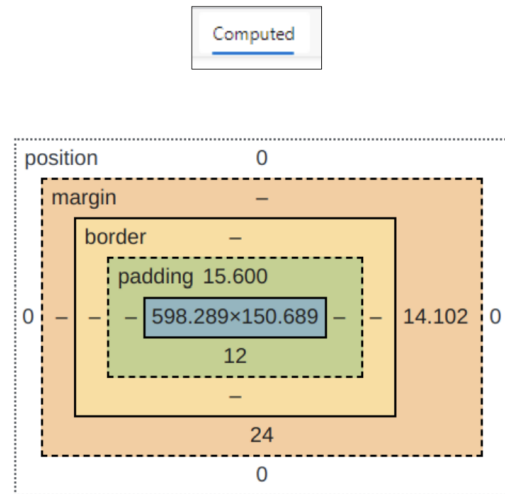 Computed
position 0
margin –
border –
padding 15.600
0 – – – 598.289×150.689 – – 14.102 0
12
–
24
0